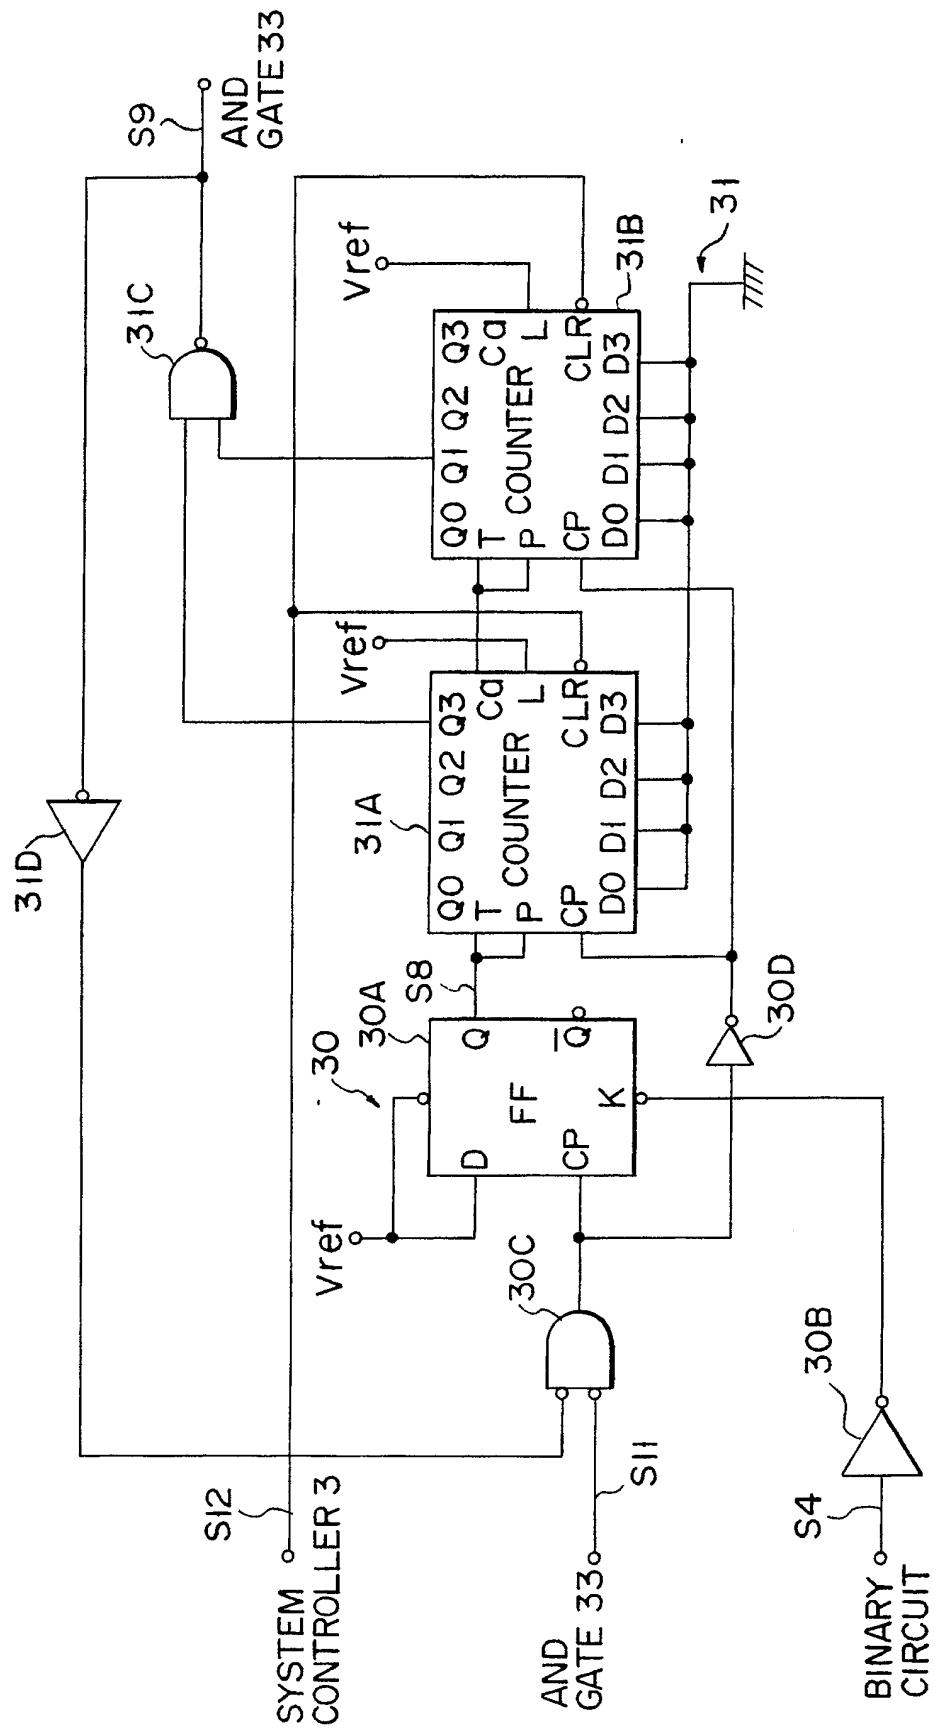 S9
AND
GATE 33
31D
31C
Vref
Vref
31B
31
31A
Q0 Q1 Q2 Q3
T
Ca
P
COUNTER
L
CP
CLR
D0 D1 D2 D3
Q0 Q1 Q2 Q3
T
Ca
P
COUNTER
L
CP
CLR
D0 D1 D2 D3
S12
SYSTEM
CONTROLLER 3
Vref
30
30A
S8
D
Q
FF
CP
Q̅
K
30C
30D
S11
AND
GATE 33
30B
S4
BINARY
CIRCUIT